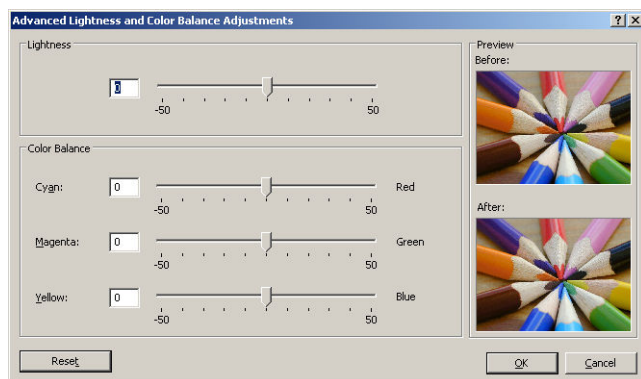 Advanced Lightness and Color Balance Adjustments
Lightness
0
-50 50
Color Balance
Cyan: 0 Red
-50 50
Magenta: 0 Green
-50 50
Yellow: 0 Blue
-50 50
Preview
Before:
After:
Reset OK Cancel